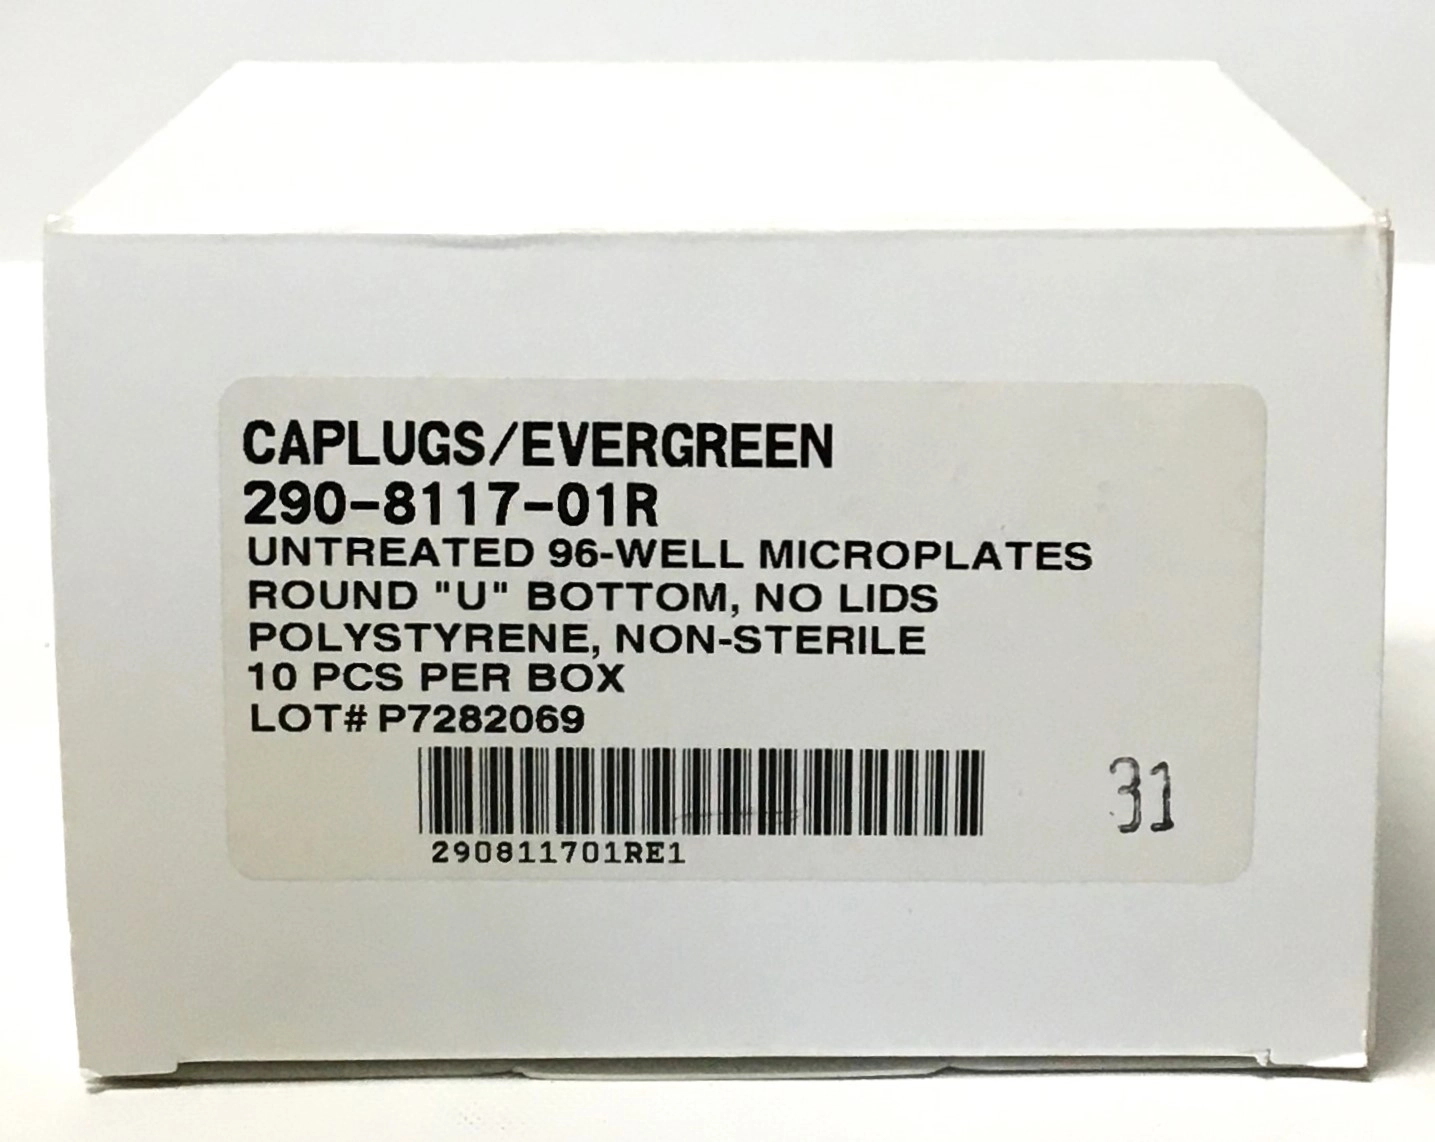 CAPLUGS/EVERGREEN
290-8117-01R
UNTREATED 96-WELL MICROPLATES
ROUND "U" BOTTOM, NO LIDS
POLYSTYRENE, NON-STERILE
10 PCS PER BOX
LOT# P7282069
31
290811701RE1